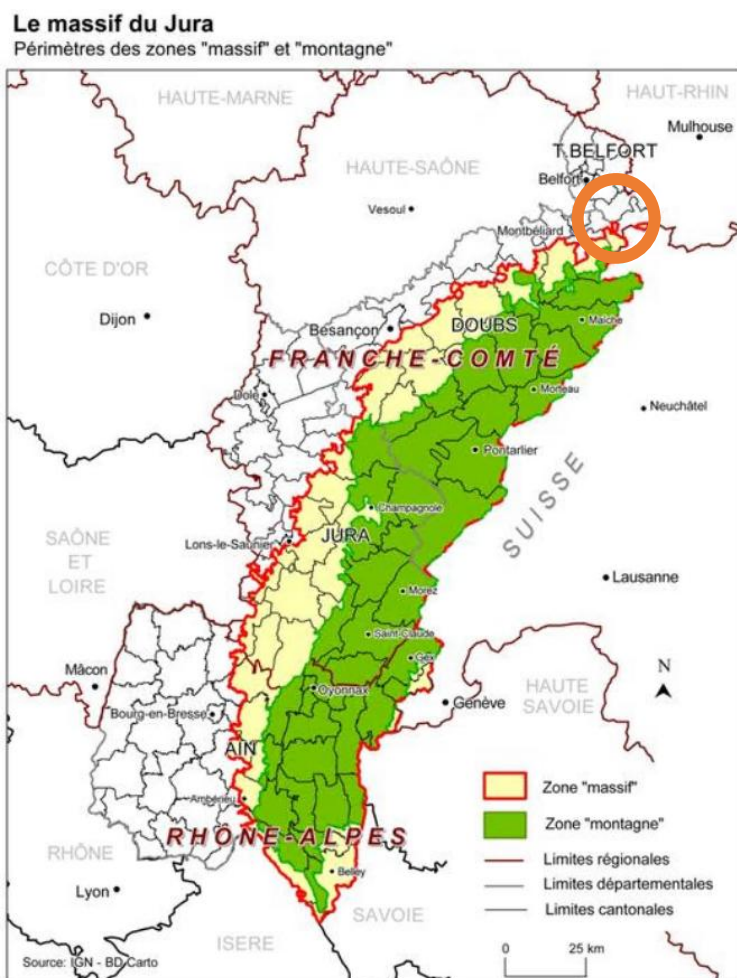 Le massif du Jura
Périmètres des zones "massif" et "montagne"
HAUTE-MARNE
HAUT-RHIN
Mulhouse
T.BELFORT
HAUTE-SAÔNE
Belfort
Vesoul
Montbéliard
CÔTE D'OR
Dijon
Besançon
DOUBS
Maîche
FRANCHE-COMTÉ
Dole
Morteau
Neuchâtel
Pontarlier
SUISSE
Champagnole
SAÔNE
ET
LOIRE
Lons-le-Saunier
JURA
Lausanne
Morez
Saint-Claude
Gex
N
Mâcon
Oyonnax
HAUTE
SAVOIE
Genève
Bourg-en-Bresse
AIN
Zone "massif"
Ambérieu
Zone "montagne"
RHÔNE-ALPES
RHÔNE
Limites régionales
Belley
Limites départementales
Lyon
SAVOIE
Limites cantonales
ISERE
0 25 km
Source: IGN - BD Carto